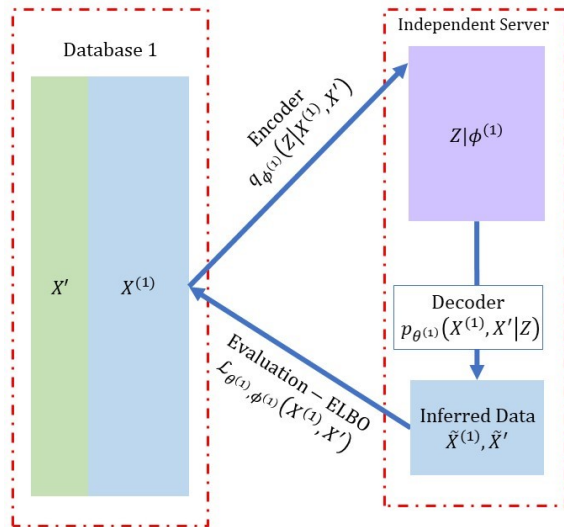 Database 1
X′ X⁽¹⁾
Encoder
q_ϕ⁽¹⁾(Z|X⁽¹⁾, X′)
Evaluation − ELBO
ℒ_θ⁽¹⁾,ϕ⁽¹⁾(X⁽¹⁾, X′)
Independent Server
Z|ϕ⁽¹⁾
Decoder
p_θ⁽¹⁾(X⁽¹⁾, X′|Z)
Inferred Data
X̃⁽¹⁾, X̃′